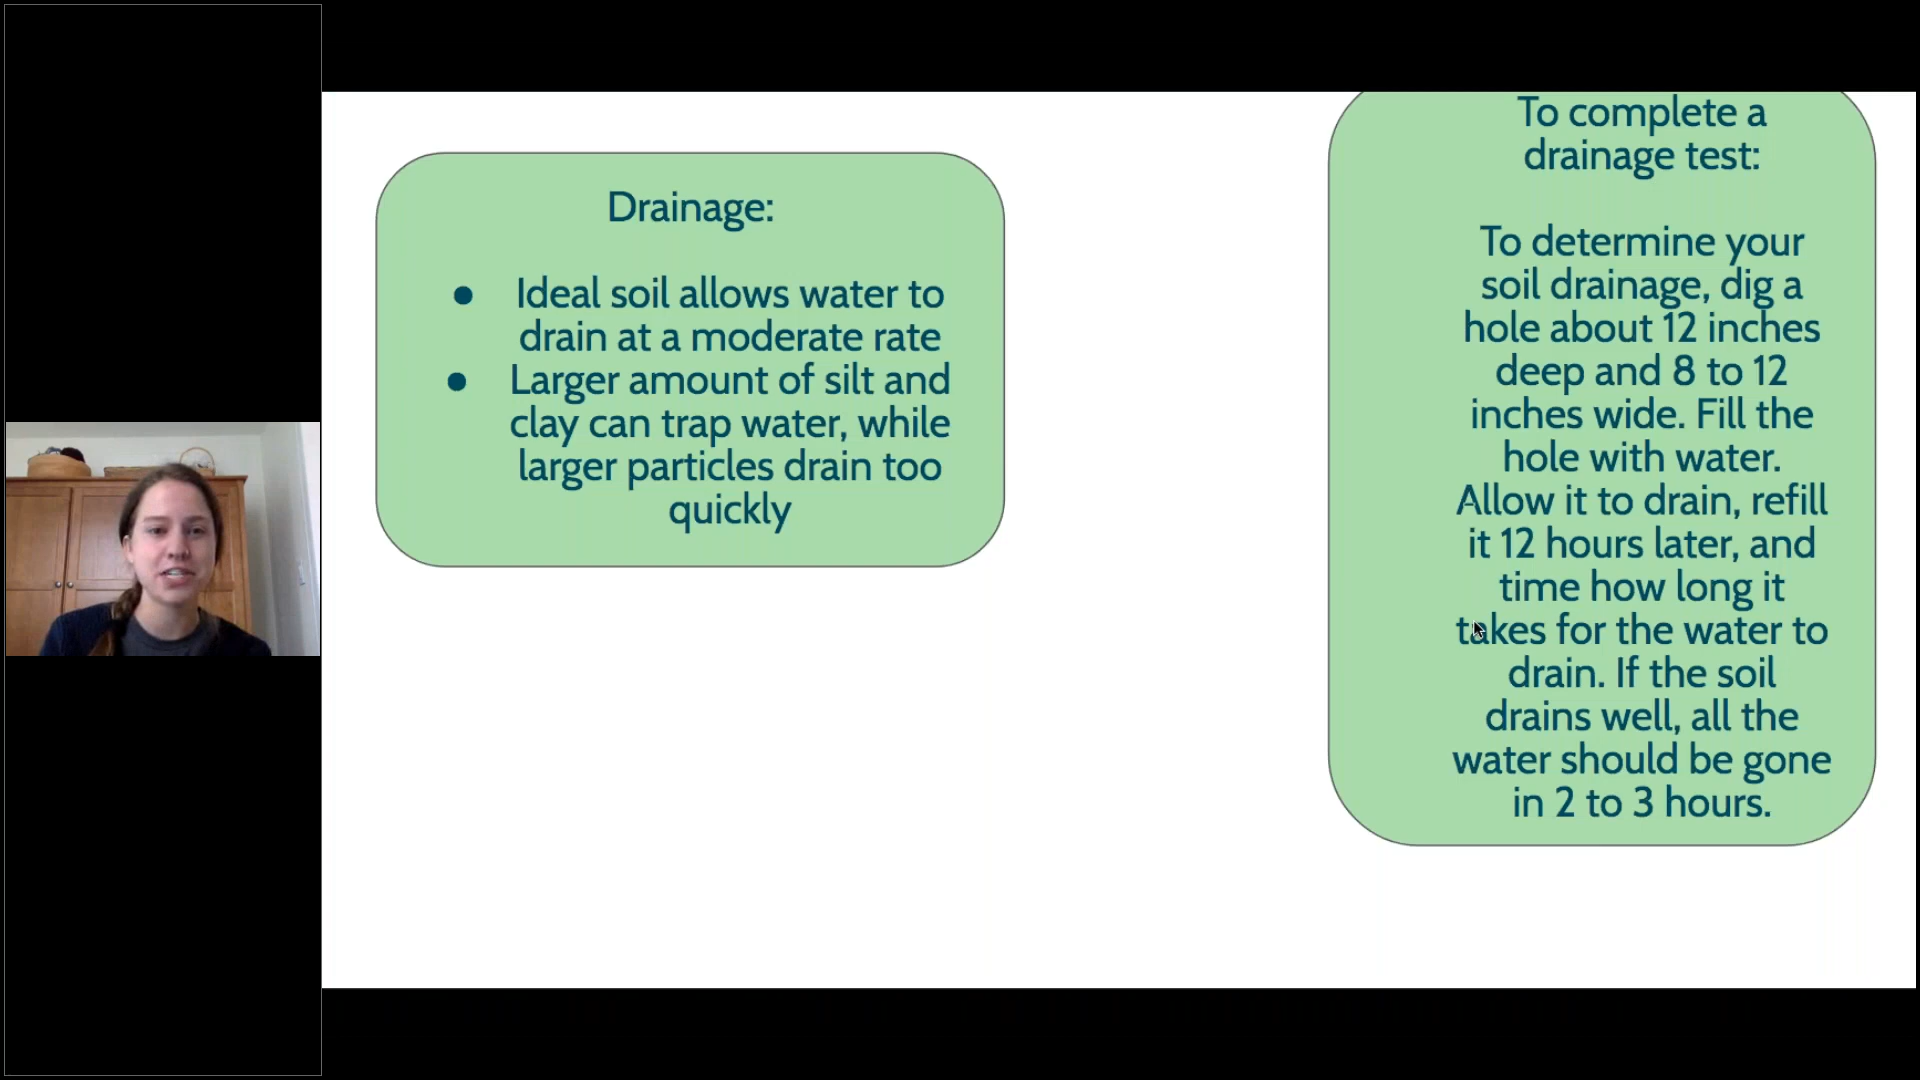 Drainage:
● Ideal soil allows water to
drain at a moderate rate
● Larger amount of silt and
clay can trap water, while
larger particles drain too
quickly
To complete a
drainage test:
To determine your
soil drainage, dig a
hole about 12 inches
deep and 8 to 12
inches wide. Fill the
hole with water.
Allow it to drain, refill
it 12 hours later, and
time how long it
takes for the water to
drain. If the soil
drains well, all the
water should be gone
in 2 to 3 hours.